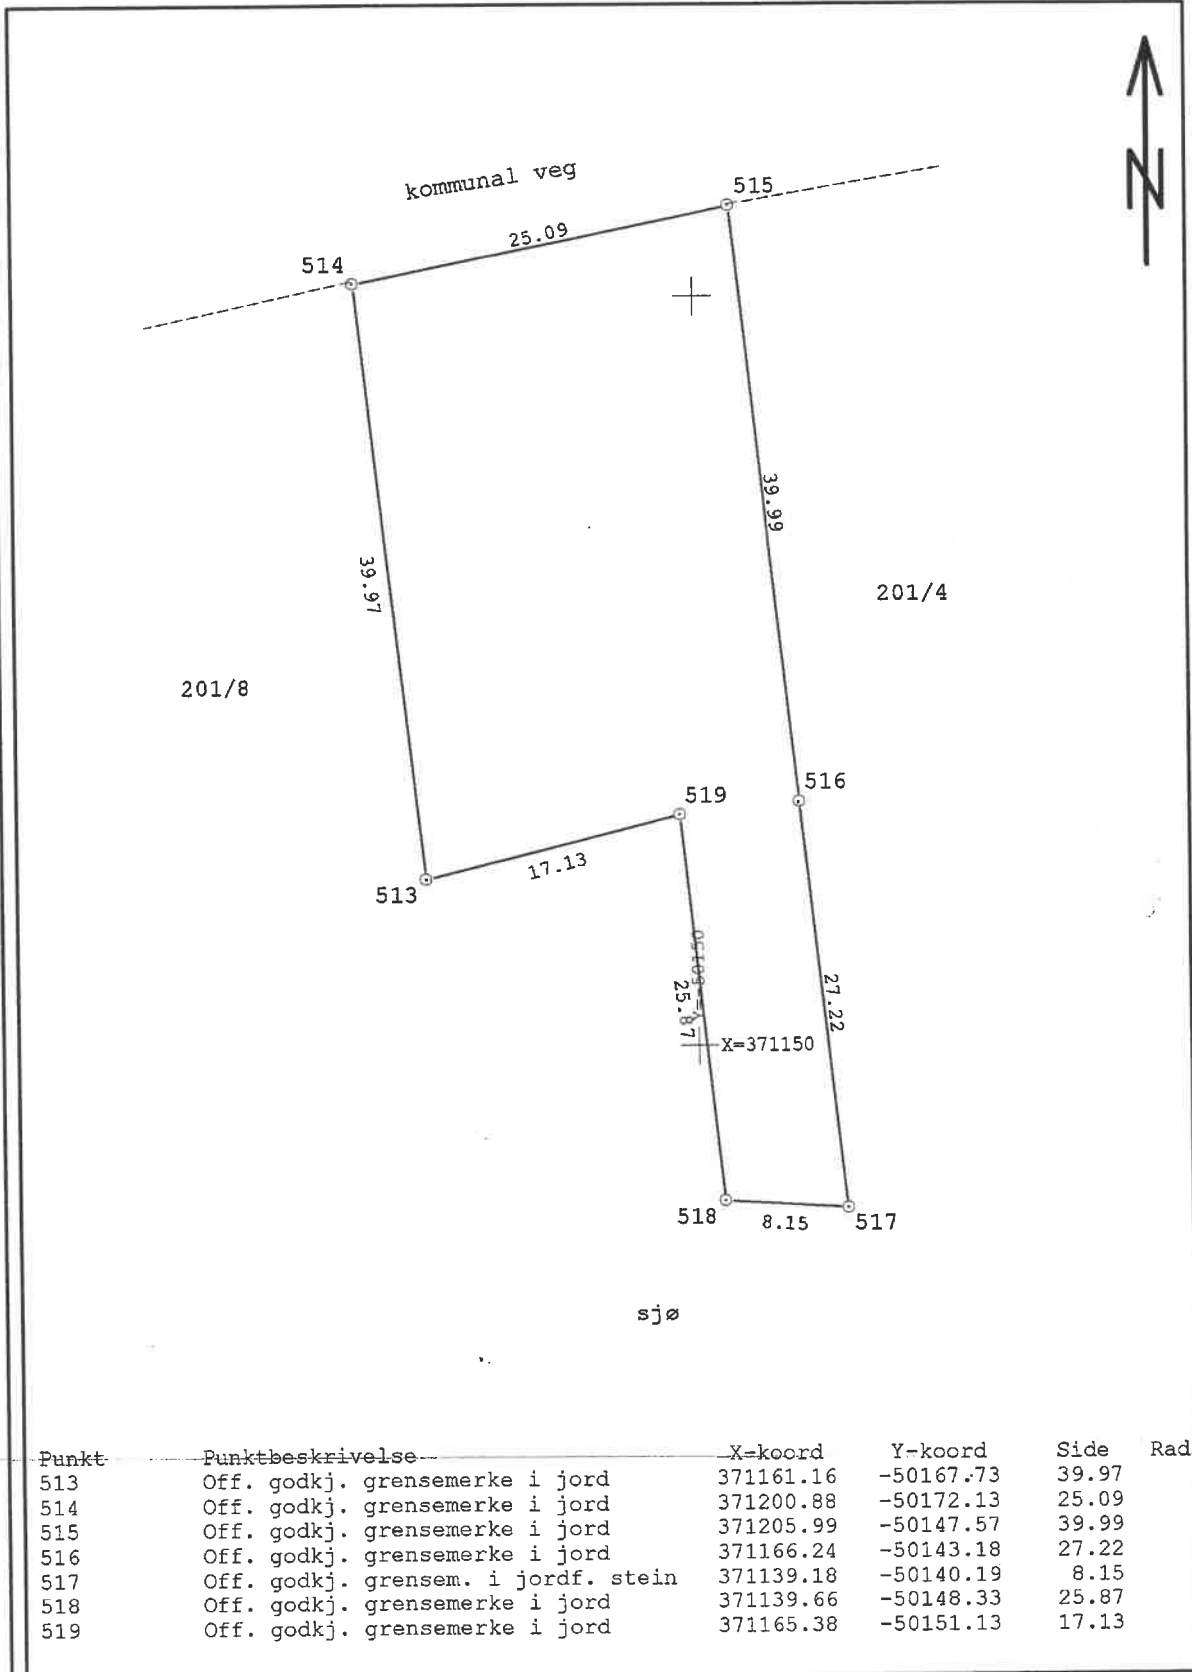 N
kommunal veg
515
25.09
514
39.99
39.97
201/4
201/8
516
519
17.13
513
Y=-50150
25.87
27.22
X=371150
518
8.15
517
sjø
Punkt Punktbeskrivelse X-koord Y-koord Side Rad
513 Off. godkj. grensemerke i jord 371161.16 -50167.73 39.97
514 Off. godkj. grensemerke i jord 371200.88 -50172.13 25.09
515 Off. godkj. grensemerke i jord 371205.99 -50147.57 39.99
516 Off. godkj. grensemerke i jord 371166.24 -50143.18 27.22
517 Off. godkj. grensem. i jordf. stein 371139.18 -50140.19 8.15
518 Off. godkj. grensemerke i jord 371139.66 -50148.33 25.87
519 Off. godkj. grensemerke i jord 371165.38 -50151.13 17.13